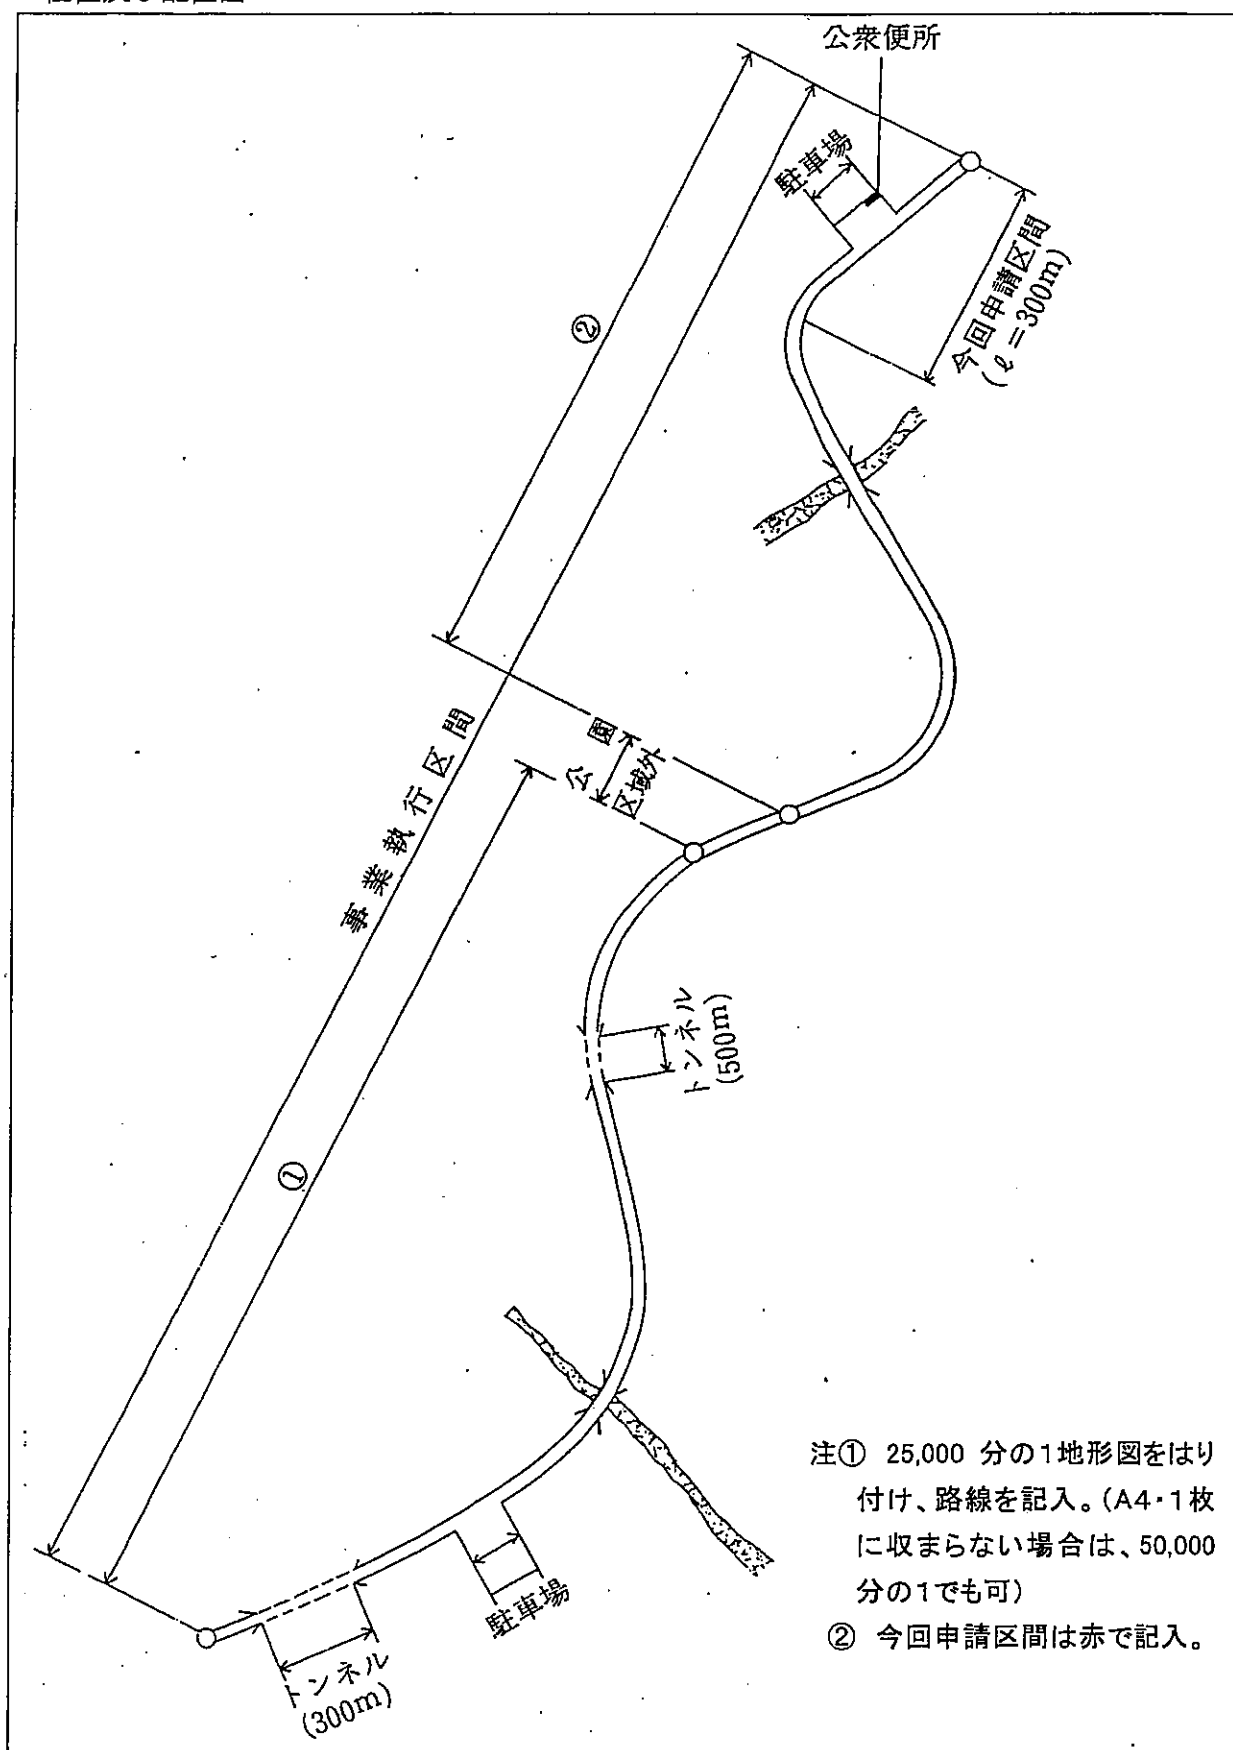 公衆便所
駐車場
今回申請区間
(ℓ=300m)
②
事業執行区間
公園
区域外
①
トンネル
(500m)
駐車場
トンネル
(300m)
注① 25,000 分の1地形図をはり
付け、路線を記入。(A4・1枚
に収まらない場合は、50,000
分の1でも可)
② 今回申請区間は赤で記入。